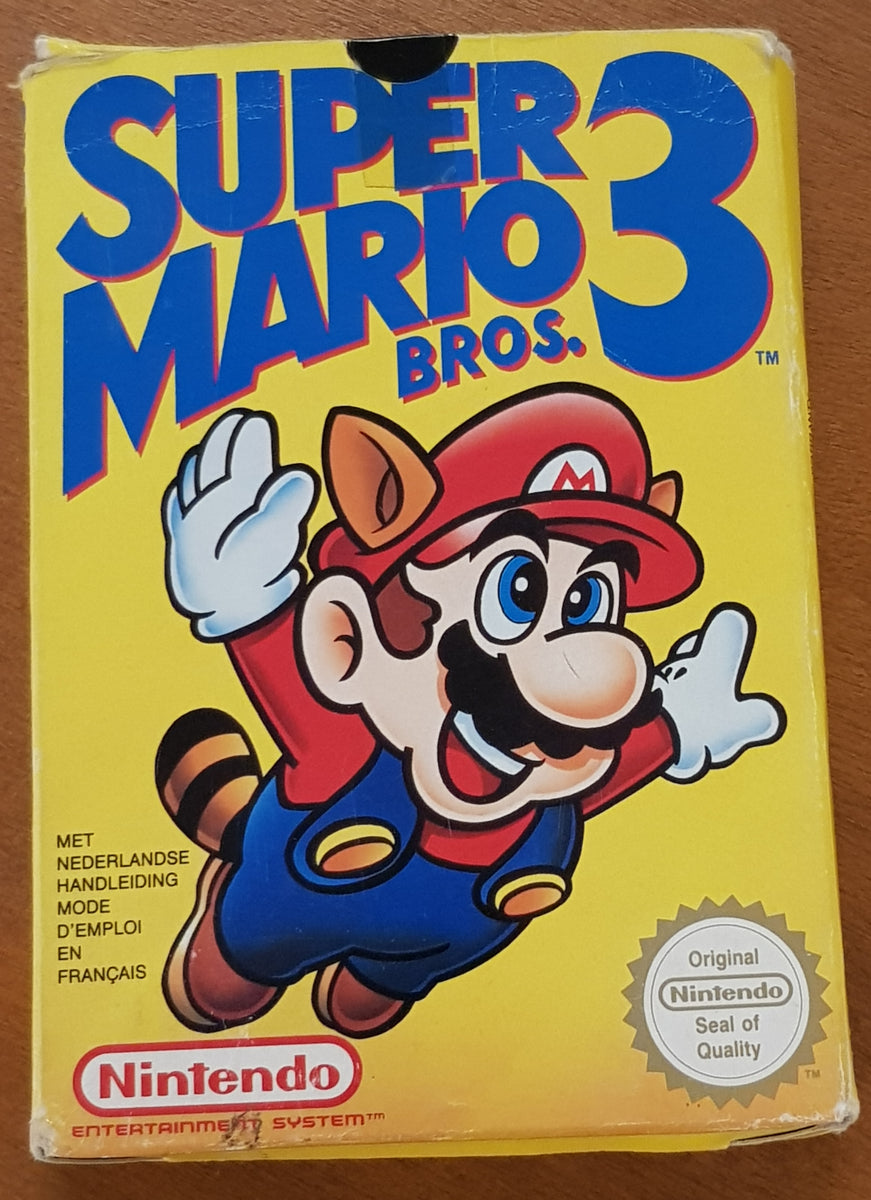 SUPER
MARIO
BROS.
3
TM
M
MET
NEDERLANDSE
HANDLEIDING
MODE
D'EMPLOI
EN
FRANÇAIS
Original
Nintendo
Seal of
Quality
TM
Nintendo
ENTERTAINMENT SYSTEM™